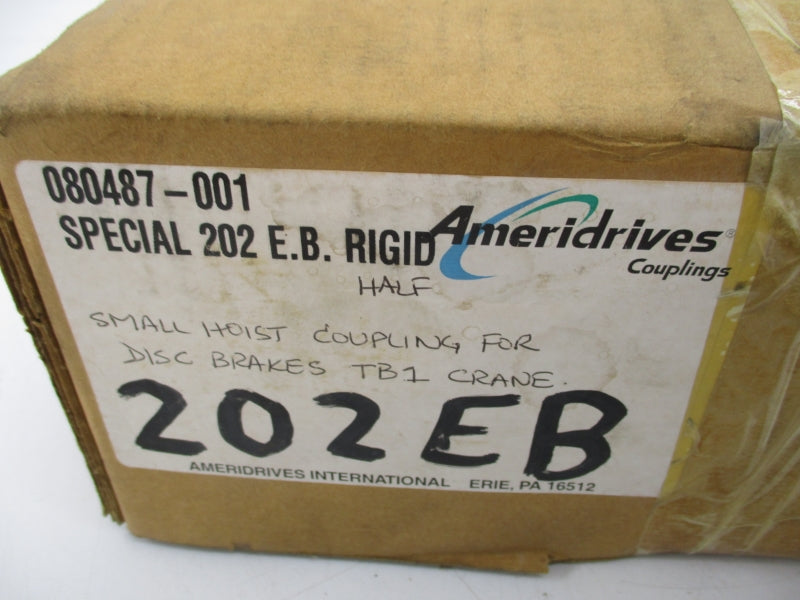 080487-001
SPECIAL 202 E.B. RIGID
Ameridrives®
Couplings
HALF
SMALL HOIST COUPLING FOR
DISC BRAKES TB1 CRANE.
202EB
AMERIDRIVES INTERNATIONAL ERIE, PA 16512